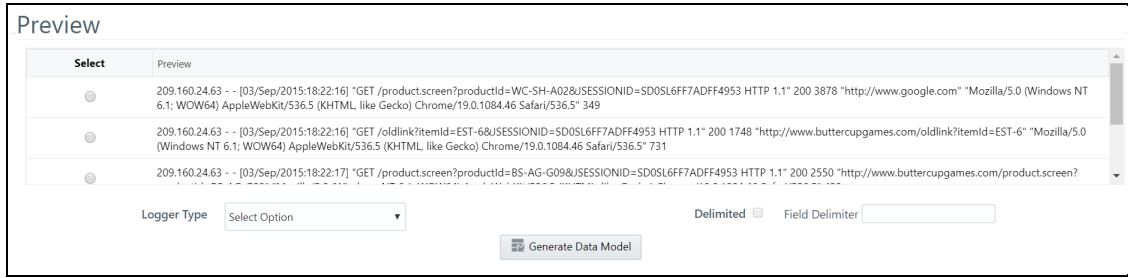 Preview
Select Preview
209.160.24.63 - - [03/Sep/2015:18:22:16] "GET /product.screen?productId=WC-SH-A02&JSESSIONID=SD0SL6FF7ADFF4953 HTTP 1.1" 200 3878 "http://www.google.com" "Mozilla/5.0 (Windows NT
6.1; WOW64) AppleWebKit/536.5 (KHTML, like Gecko) Chrome/19.0.1084.46 Safari/536.5" 349
209.160.24.63 - - [03/Sep/2015:18:22:16] "GET /oldlink?itemId=EST-6&JSESSIONID=SD0SL6FF7ADFF4953 HTTP 1.1" 200 1748 "http://www.buttercupgames.com/oldlink?itemId=EST-6" "Mozilla/5.0
(Windows NT 6.1; WOW64) AppleWebKit/536.5 (KHTML, like Gecko) Chrome/19.0.1084.46 Safari/536.5" 731
209.160.24.63 - - [03/Sep/2015:18:22:17] "GET /product.screen?productId=BS-AG-G09&JSESSIONID=SD0SL6FF7ADFF4953 HTTP 1.1" 200 2550 "http://www.buttercupgames.com/product.screen?
Logger Type Select Option Delimited Field Delimiter
Generate Data Model